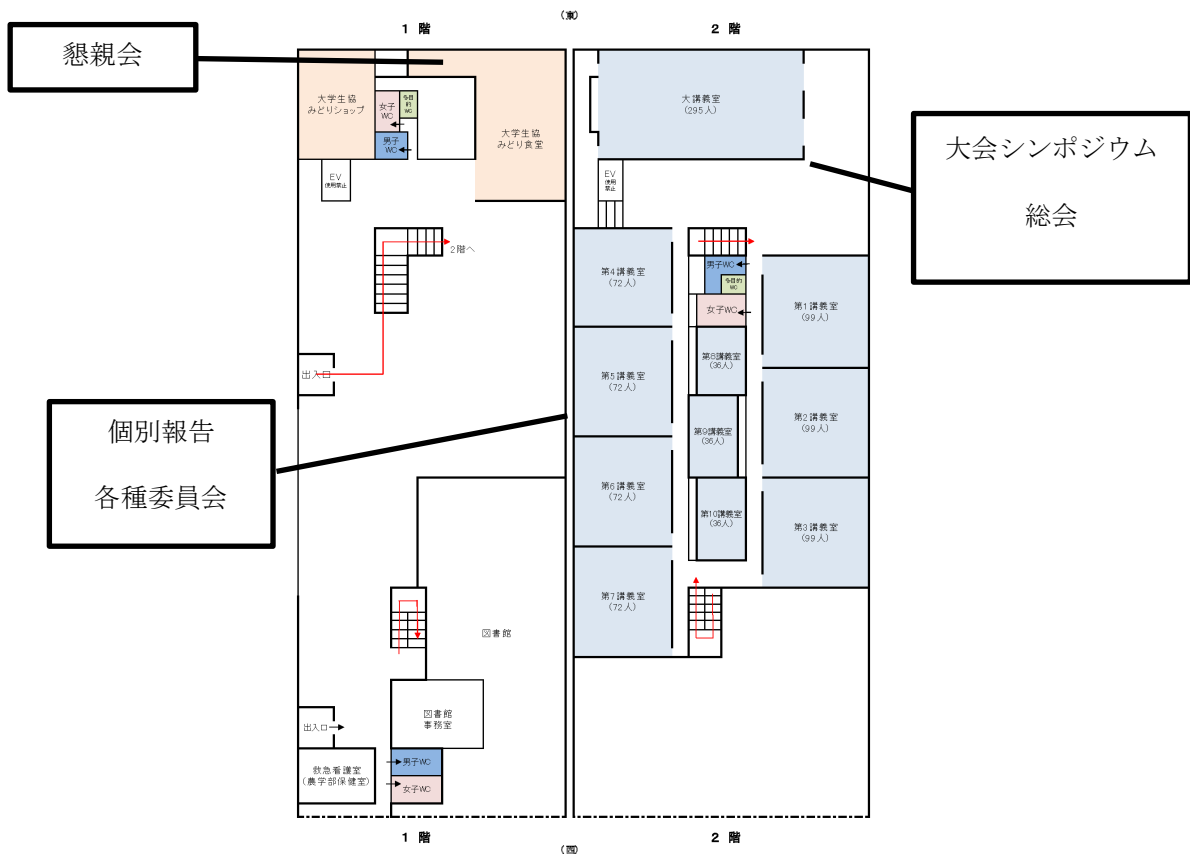 (東)
1 階
2 階
懇親会
大学生協
みどりショップ
女子
WC
多目
的
WC
男子
WC
大学生協
みどり食堂
EV
使用
禁止
2階へ
出入口
個別報告
各種委員会
図書館
図書館
事務室
出入口
救急看護室
(農学部保健室)
男子WC
女子WC
大講義室
(295人)
大会シンポジウム
総会
EV
使用
禁止
第4講義室
(72人)
男子WC
多目的
WC
女子WC
第1講義室
(99人)
第5講義室
(72人)
第8講義室
(36人)
第2講義室
(99人)
第9講義室
(36人)
第6講義室
(72人)
第10講義室
(36人)
第3講義室
(99人)
第7講義室
(72人)
1 階
2 階
(西)